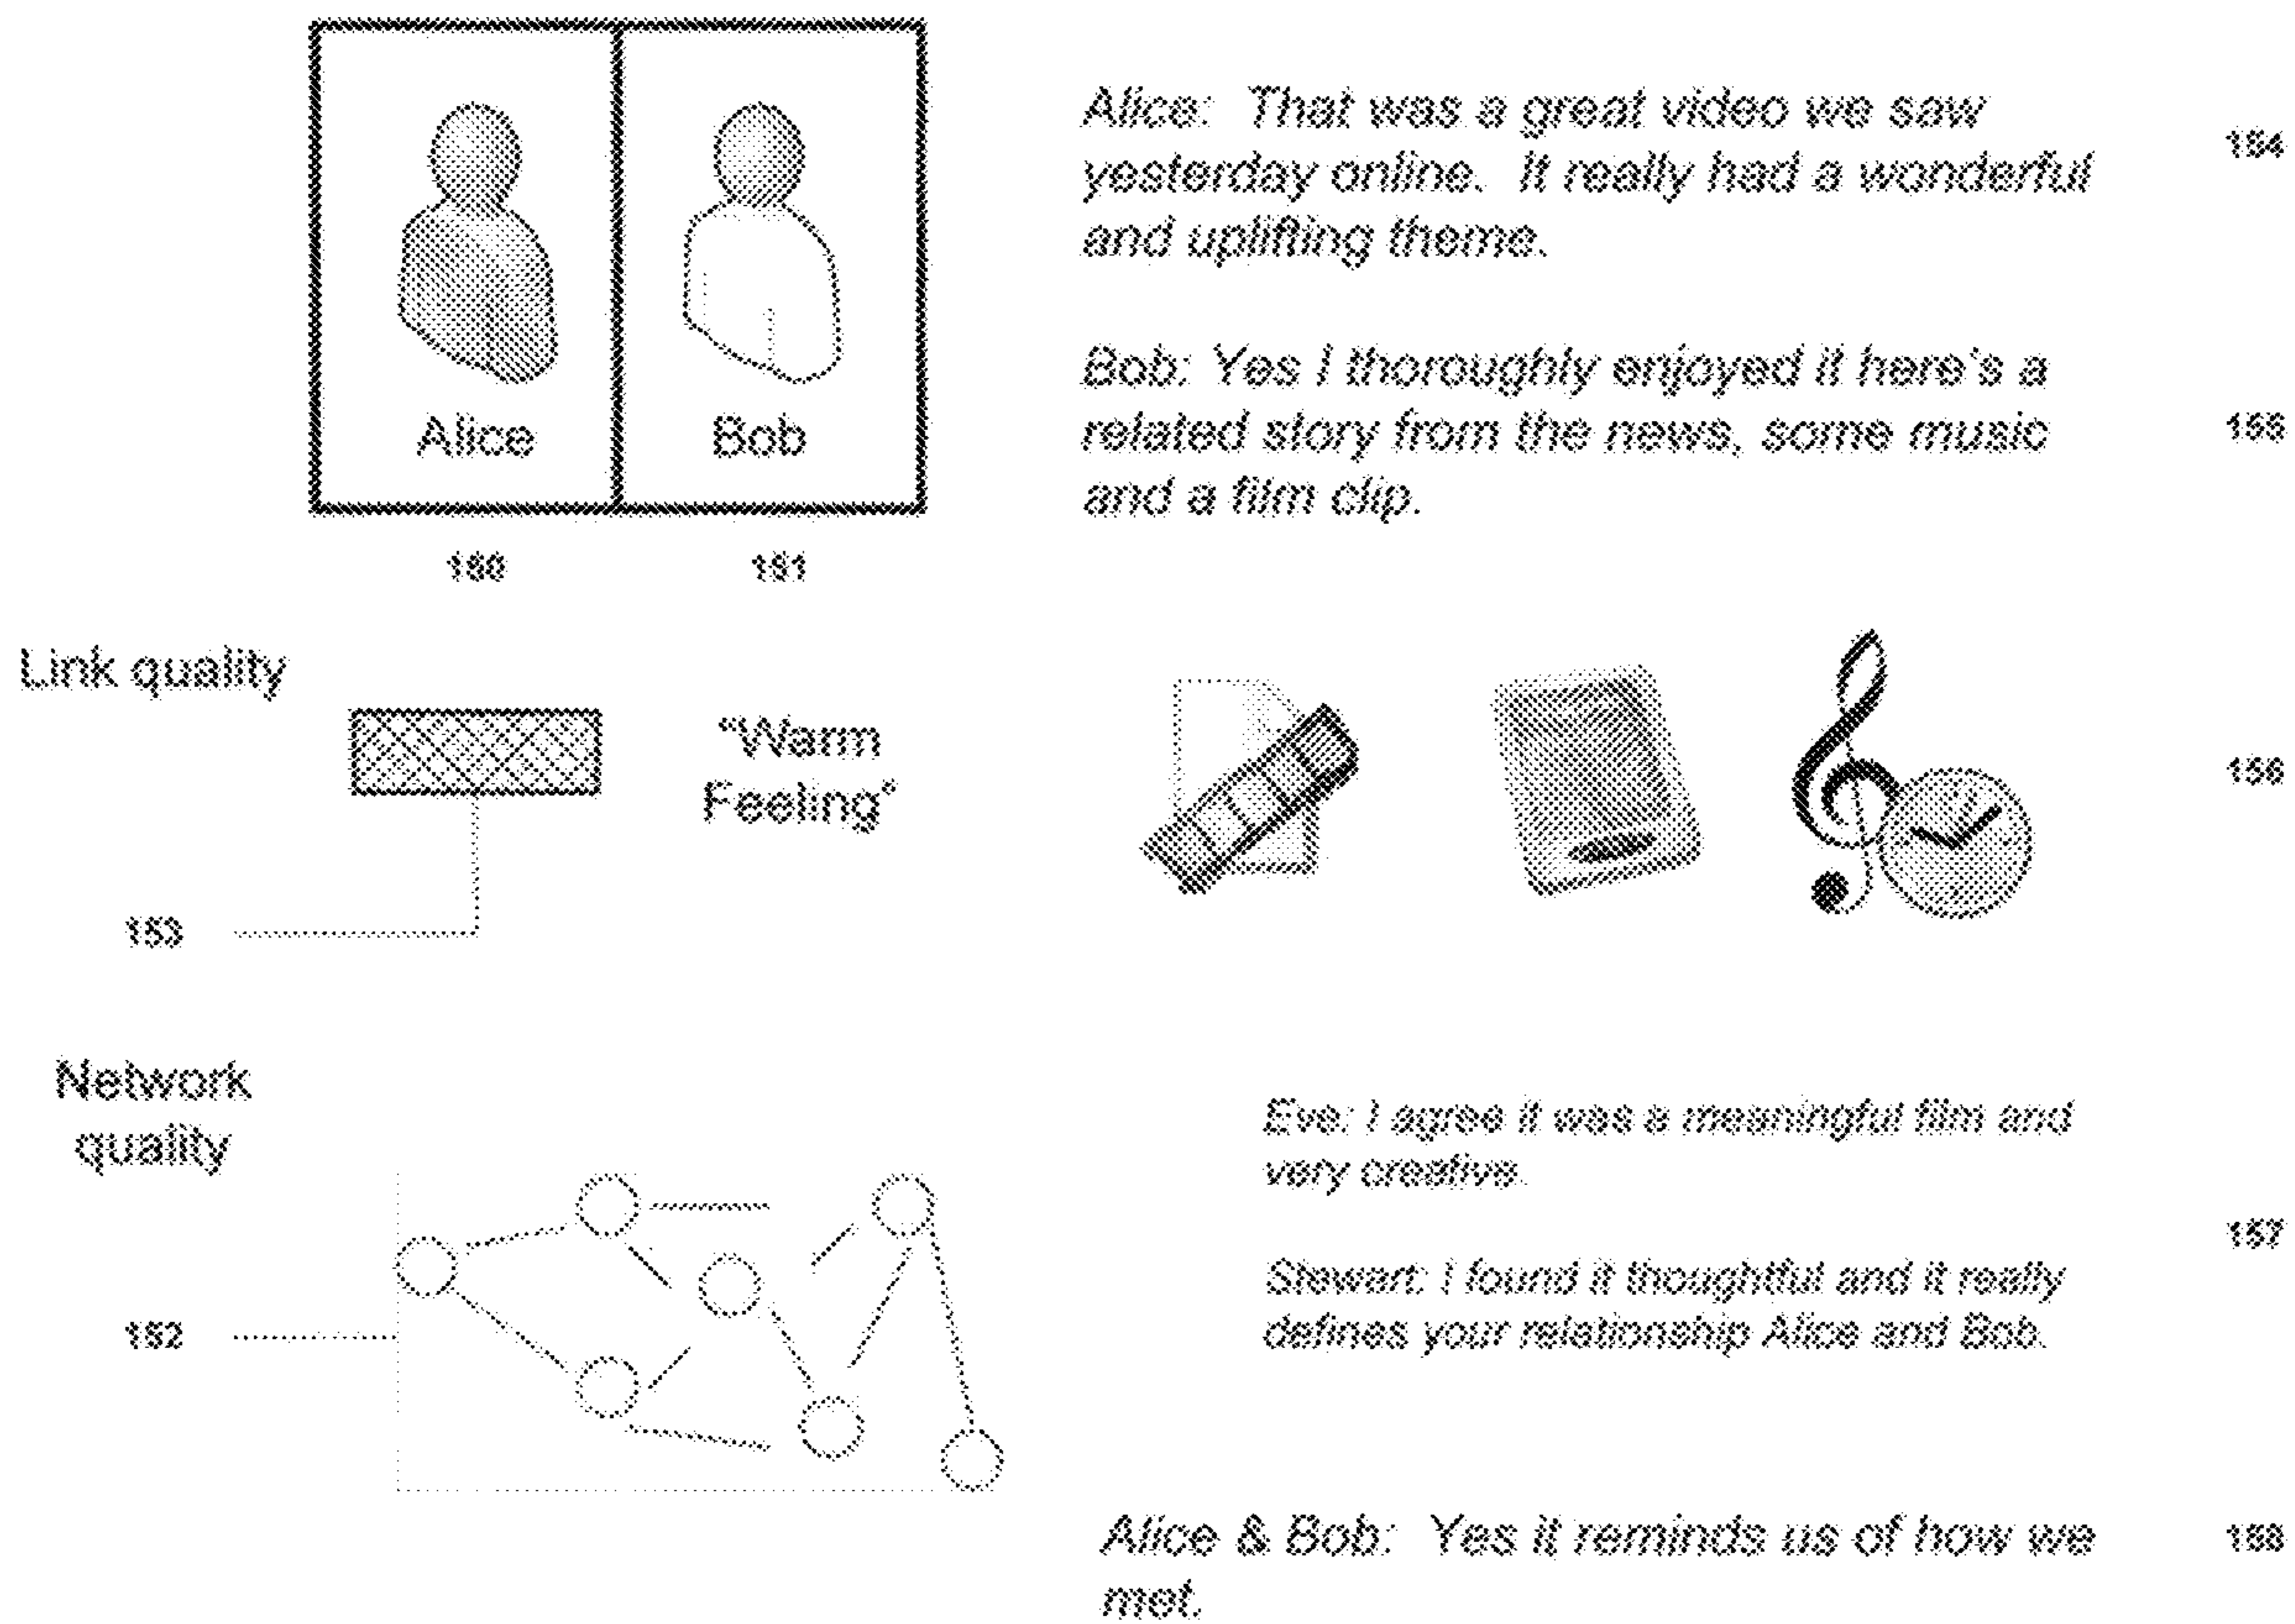 Alice: That was a great video we saw
yesterday online. It really had a wonderful
and uplifting theme.
154
Bob: Yes I thoroughly enjoyed it here's a
related story from the news, some music
and a film clip.
155
Alice
Bob
150
151
Link quality
"Warm
Feeling"
153
156
Network
quality
152
Eve: I agree it was a meaningful film and
very creative.
Stewart: I found it thoughtful and it really
defines your relationship Alice and Bob.
157
Alice & Bob: Yes it reminds us of how we
met.
158